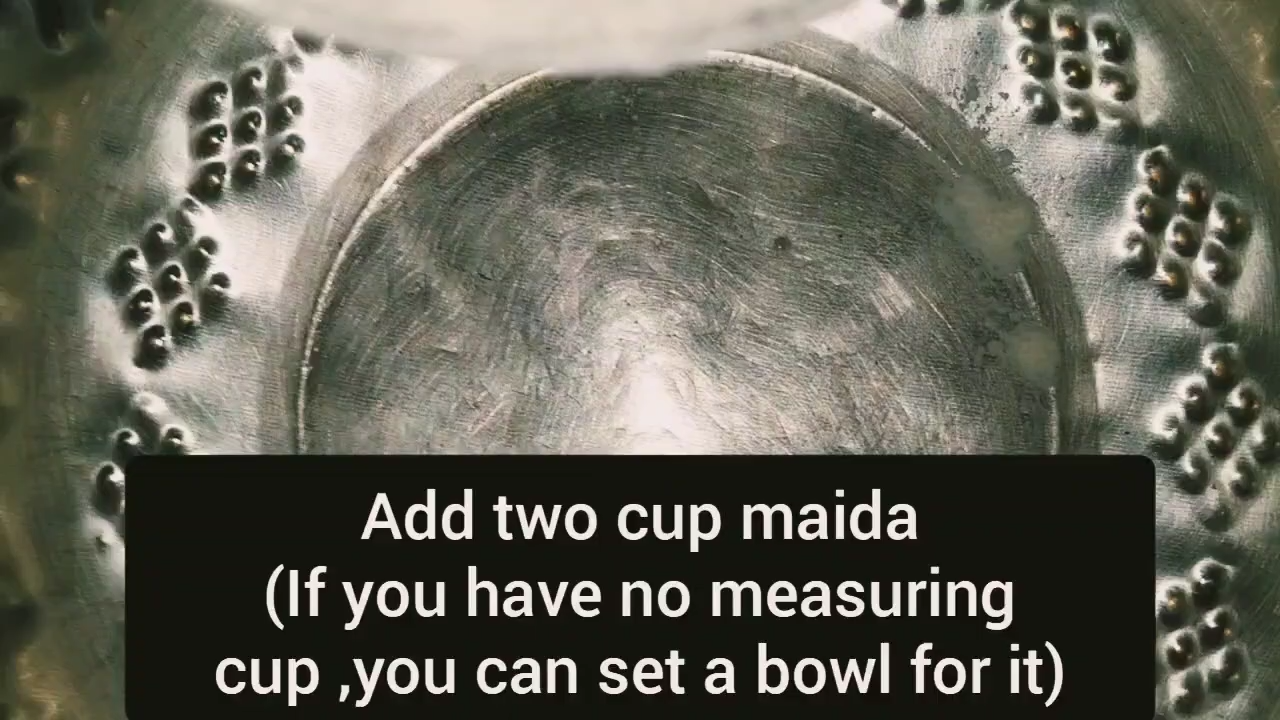 Add two cup maida
(If you have no measuring
cup ,you can set a bowl for it)